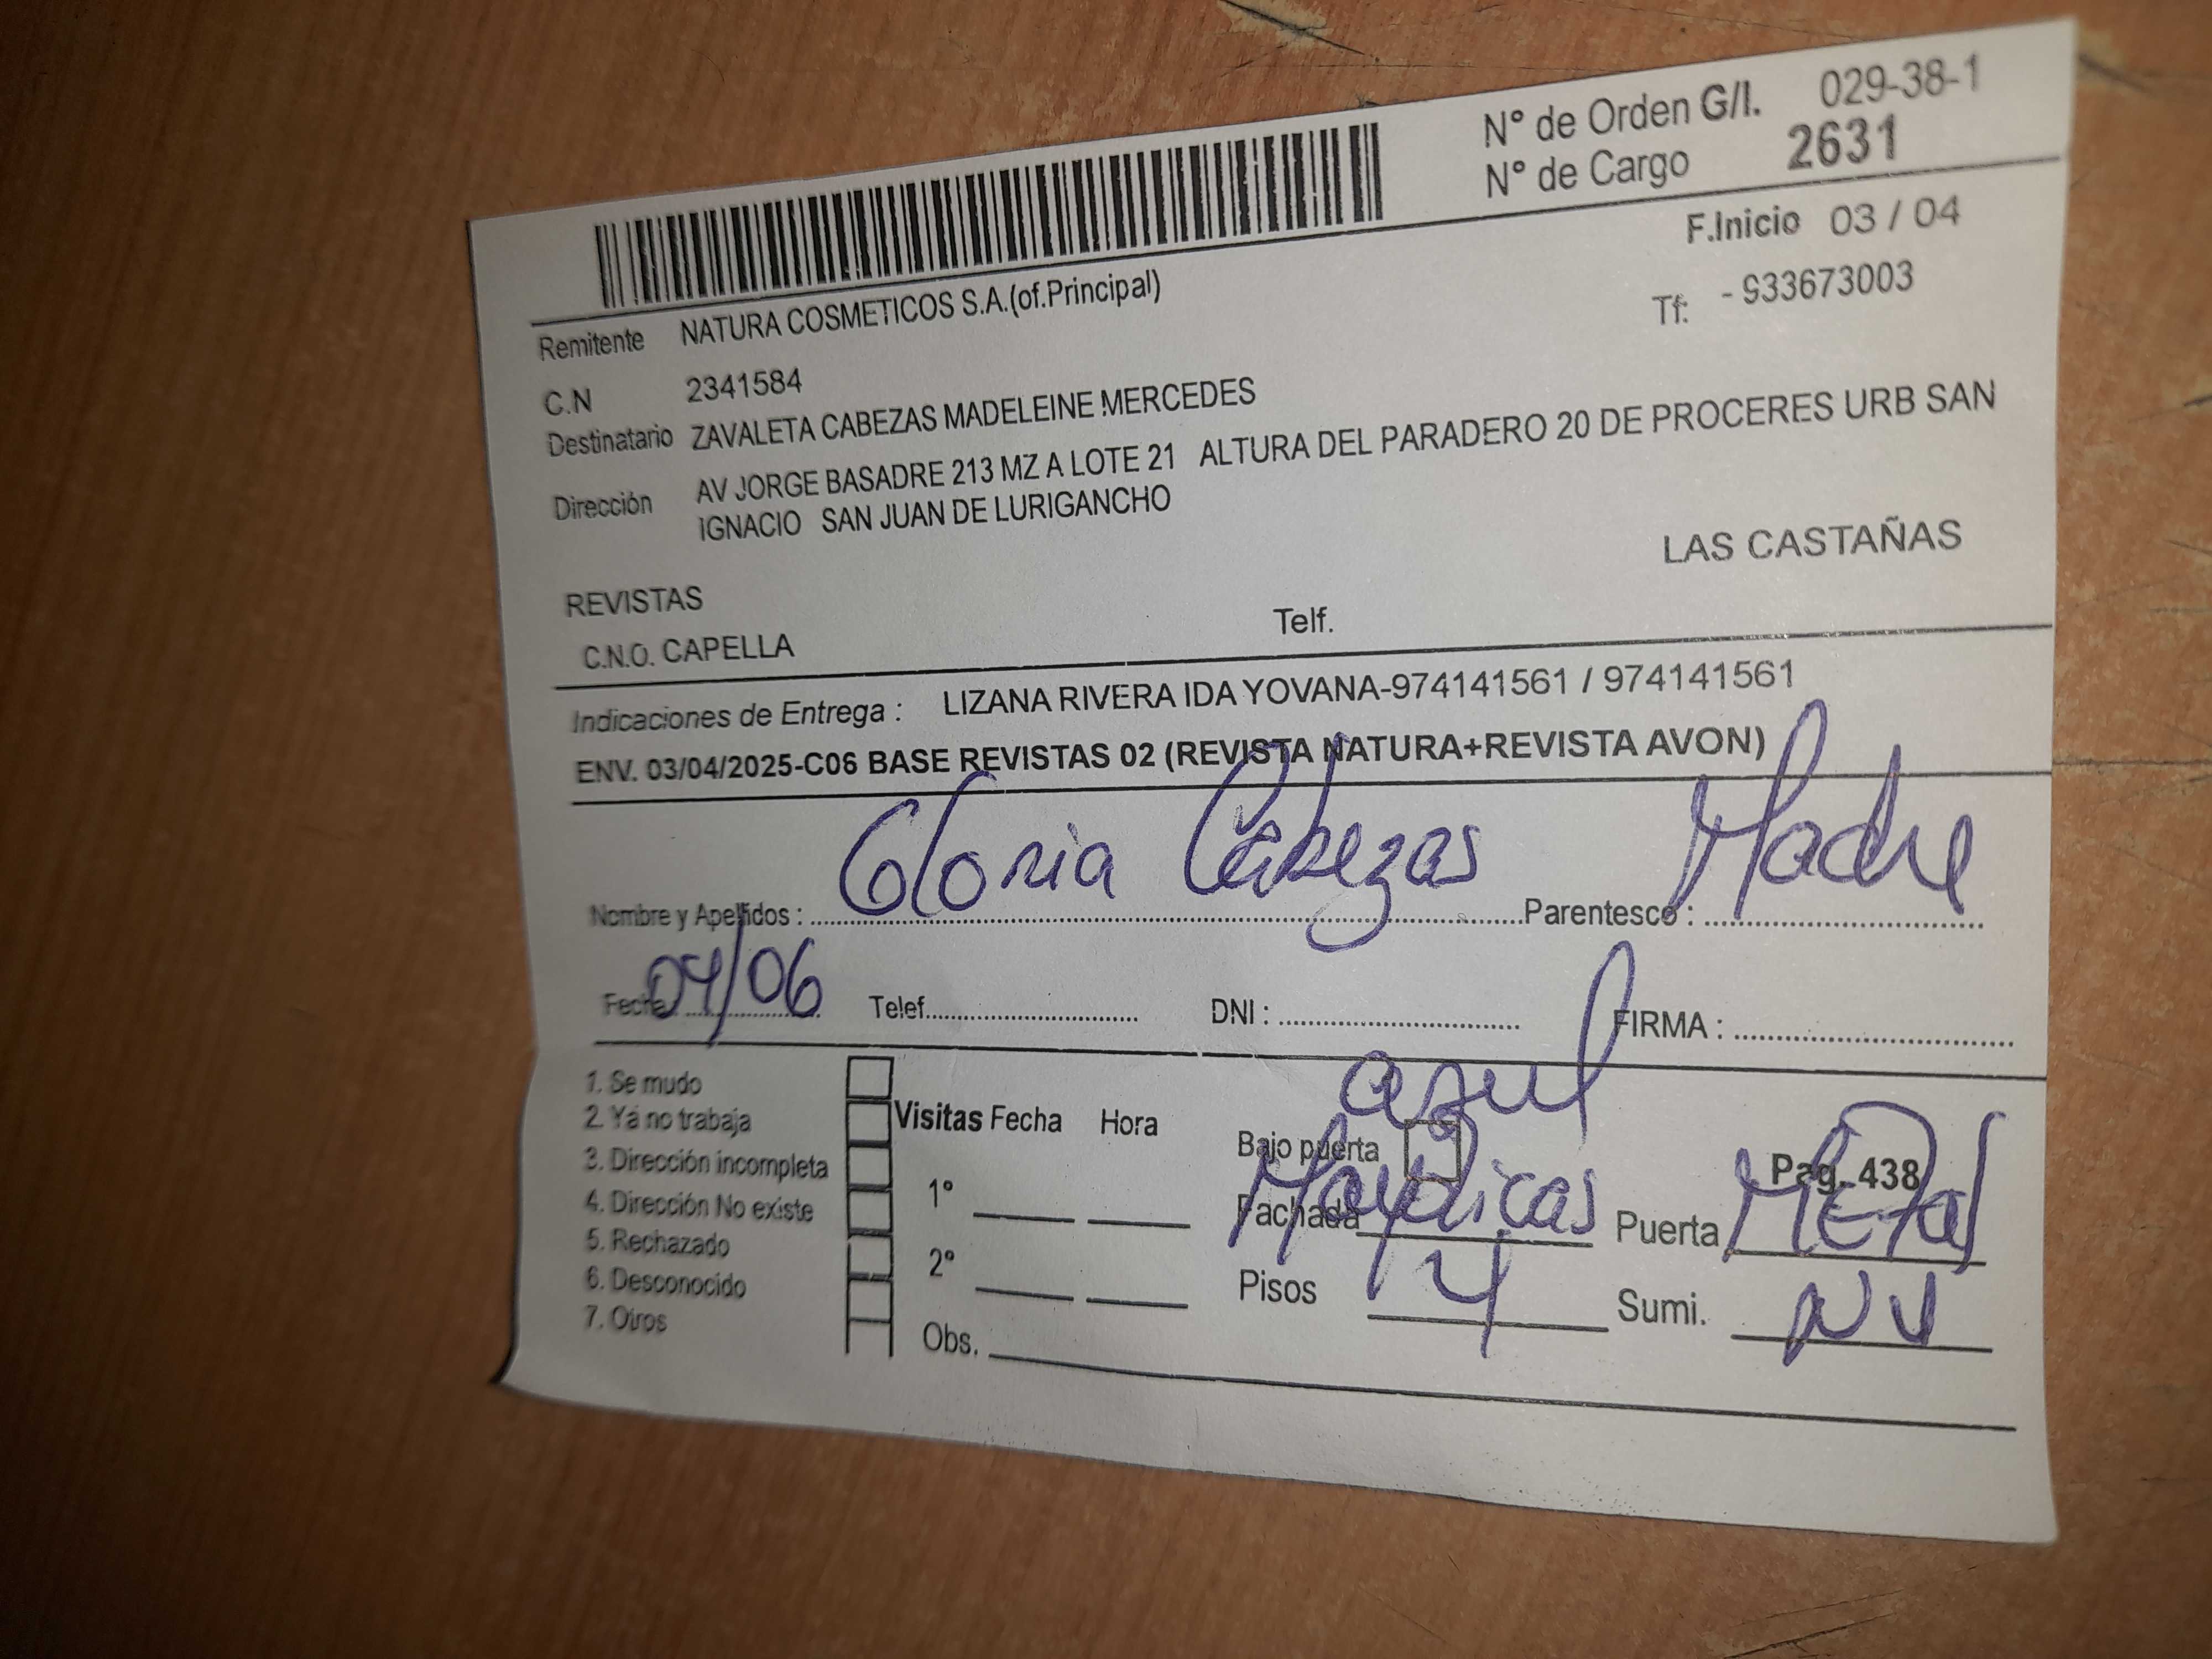 N° de Orden G/I. 029-38-1
N° de Cargo 2631
F.Inicio 03 / 04
Remitente NATURA COSMETICOS S.A.(of.Principal)
Tf: - 933673003
C.N 2341584
Destinatario ZAVALETA CABEZAS MADELEINE MERCEDES
Dirección AV JORGE BASADRE 213 MZ A LOTE 21 ALTURA DEL PARADERO 20 DE PROCERES URB SAN
IGNACIO SAN JUAN DE LURIGANCHO
LAS CASTAÑAS
REVISTAS
C.N.O. CAPELLA Telf.
Indicaciones de Entrega : LIZANA RIVERA IDA YOVANA-974141561 / 974141561
ENV. 03/04/2025-C06 BASE REVISTAS 02 (REVISTA NATURA+REVISTA AVON)
Nombre y Apellidos : Gloria Cabezas Parentesco : Madre
Fecha 04/06 Telef. DNI : FIRMA :
1. Se mudo
2. Ya no trabaja
3. Dirección incompleta
4. Dirección No existe
5. Rechazado
6. Desconocido
7. Otros
Visitas Fecha Hora
1°
2°
Obs.
azul
Bajo puerta Pag. 438
Fachada Mayolicas Puerta Metal
Pisos 4 Sumi.